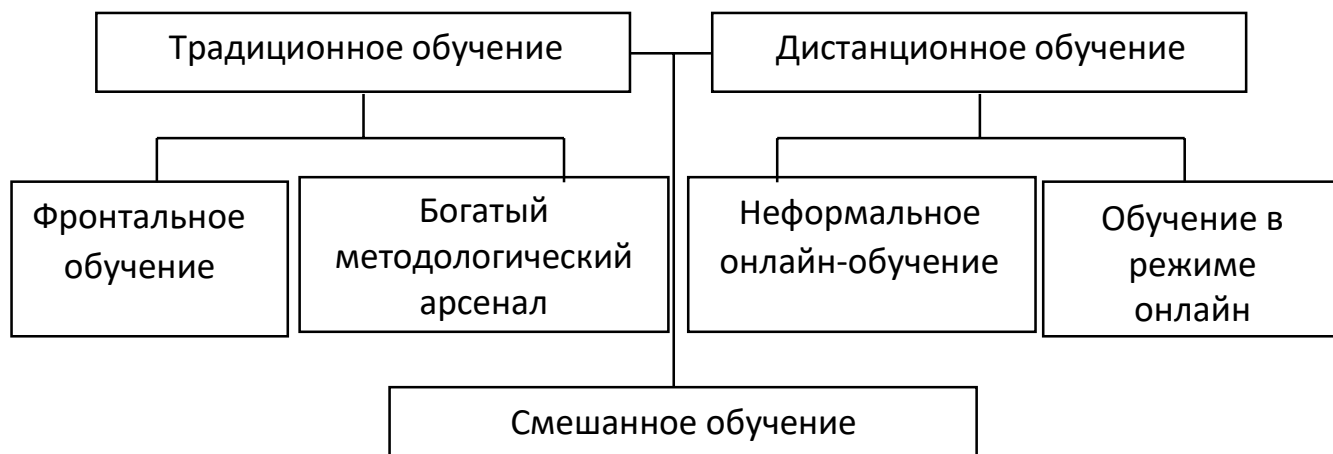 Традиционное обучение
Дистанционное обучение
Фронтальное
обучение
Богатый
методологический
арсенал
Неформальное
онлайн-обучение
Обучение в
режиме
онлайн
Смешанное обучение